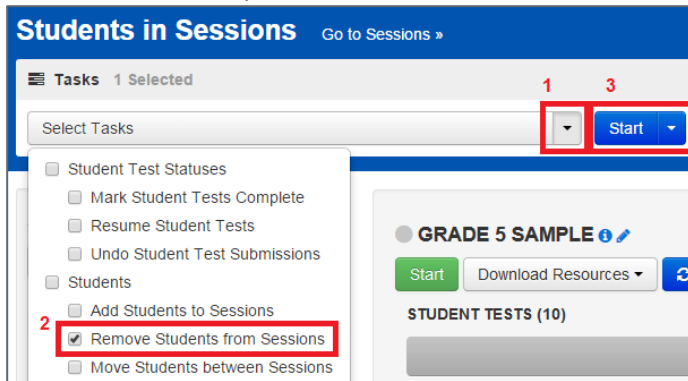 Students in Sessions Go to Sessions »
Tasks 1 Selected
1 3
Select Tasks Start
Student Test Statuses
Mark Student Tests Complete
Resume Student Tests
Undo Student Test Submissions
Students
Add Students to Sessions
2 Remove Students from Sessions
Move Students between Sessions
GRADE 5 SAMPLE
Start Download Resources
STUDENT TESTS (10)